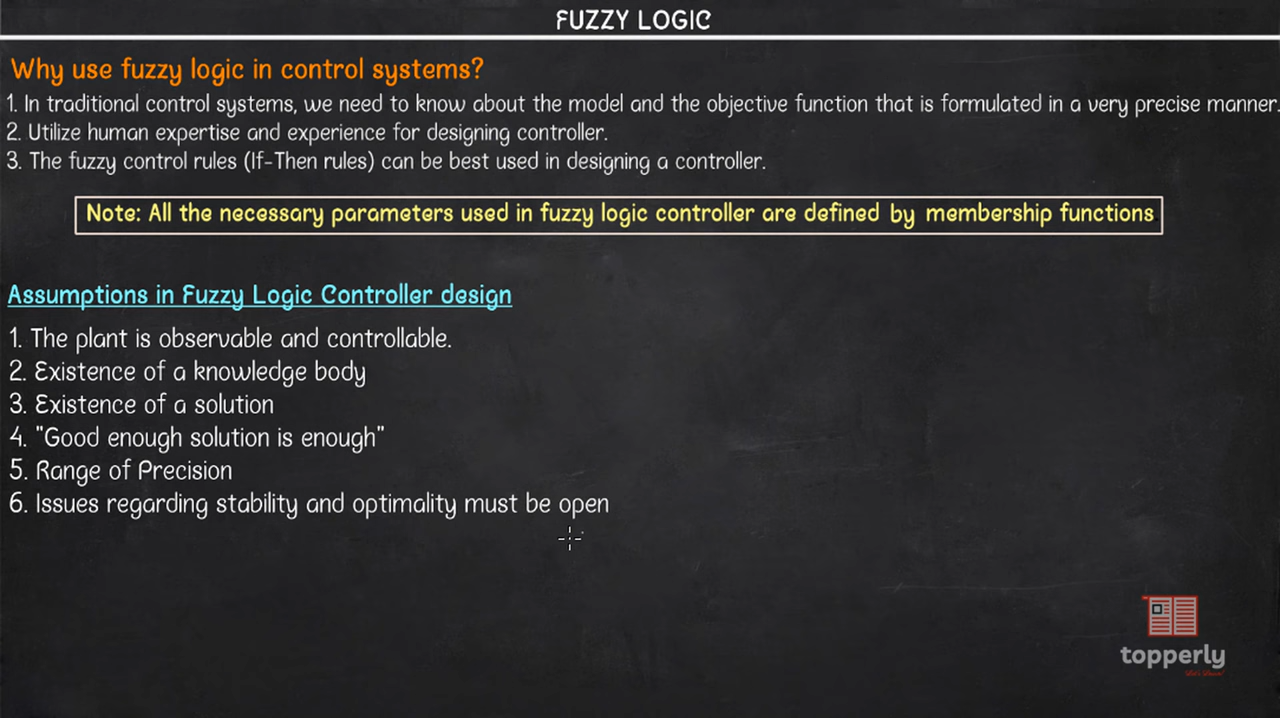 FUZZY LOGIC
Why use fuzzy logic in control systems?
1. In traditional control systems, we need to know about the model and the objective function that is formulated in a very precise manner.
2. Utilize human expertise and experience for designing controller.
3. The fuzzy control rules (If-Then rules) can be best used in designing a controller.
Note: All the necessary parameters used in fuzzy logic controller are defined by membership functions
Assumptions in Fuzzy Logic Controller design
1. The plant is observable and controllable.
2. Existence of a knowledge body
3. Existence of a solution
4. "Good enough solution is enough"
5. Range of Precision
6. Issues regarding stability and optimality must be open
topperly